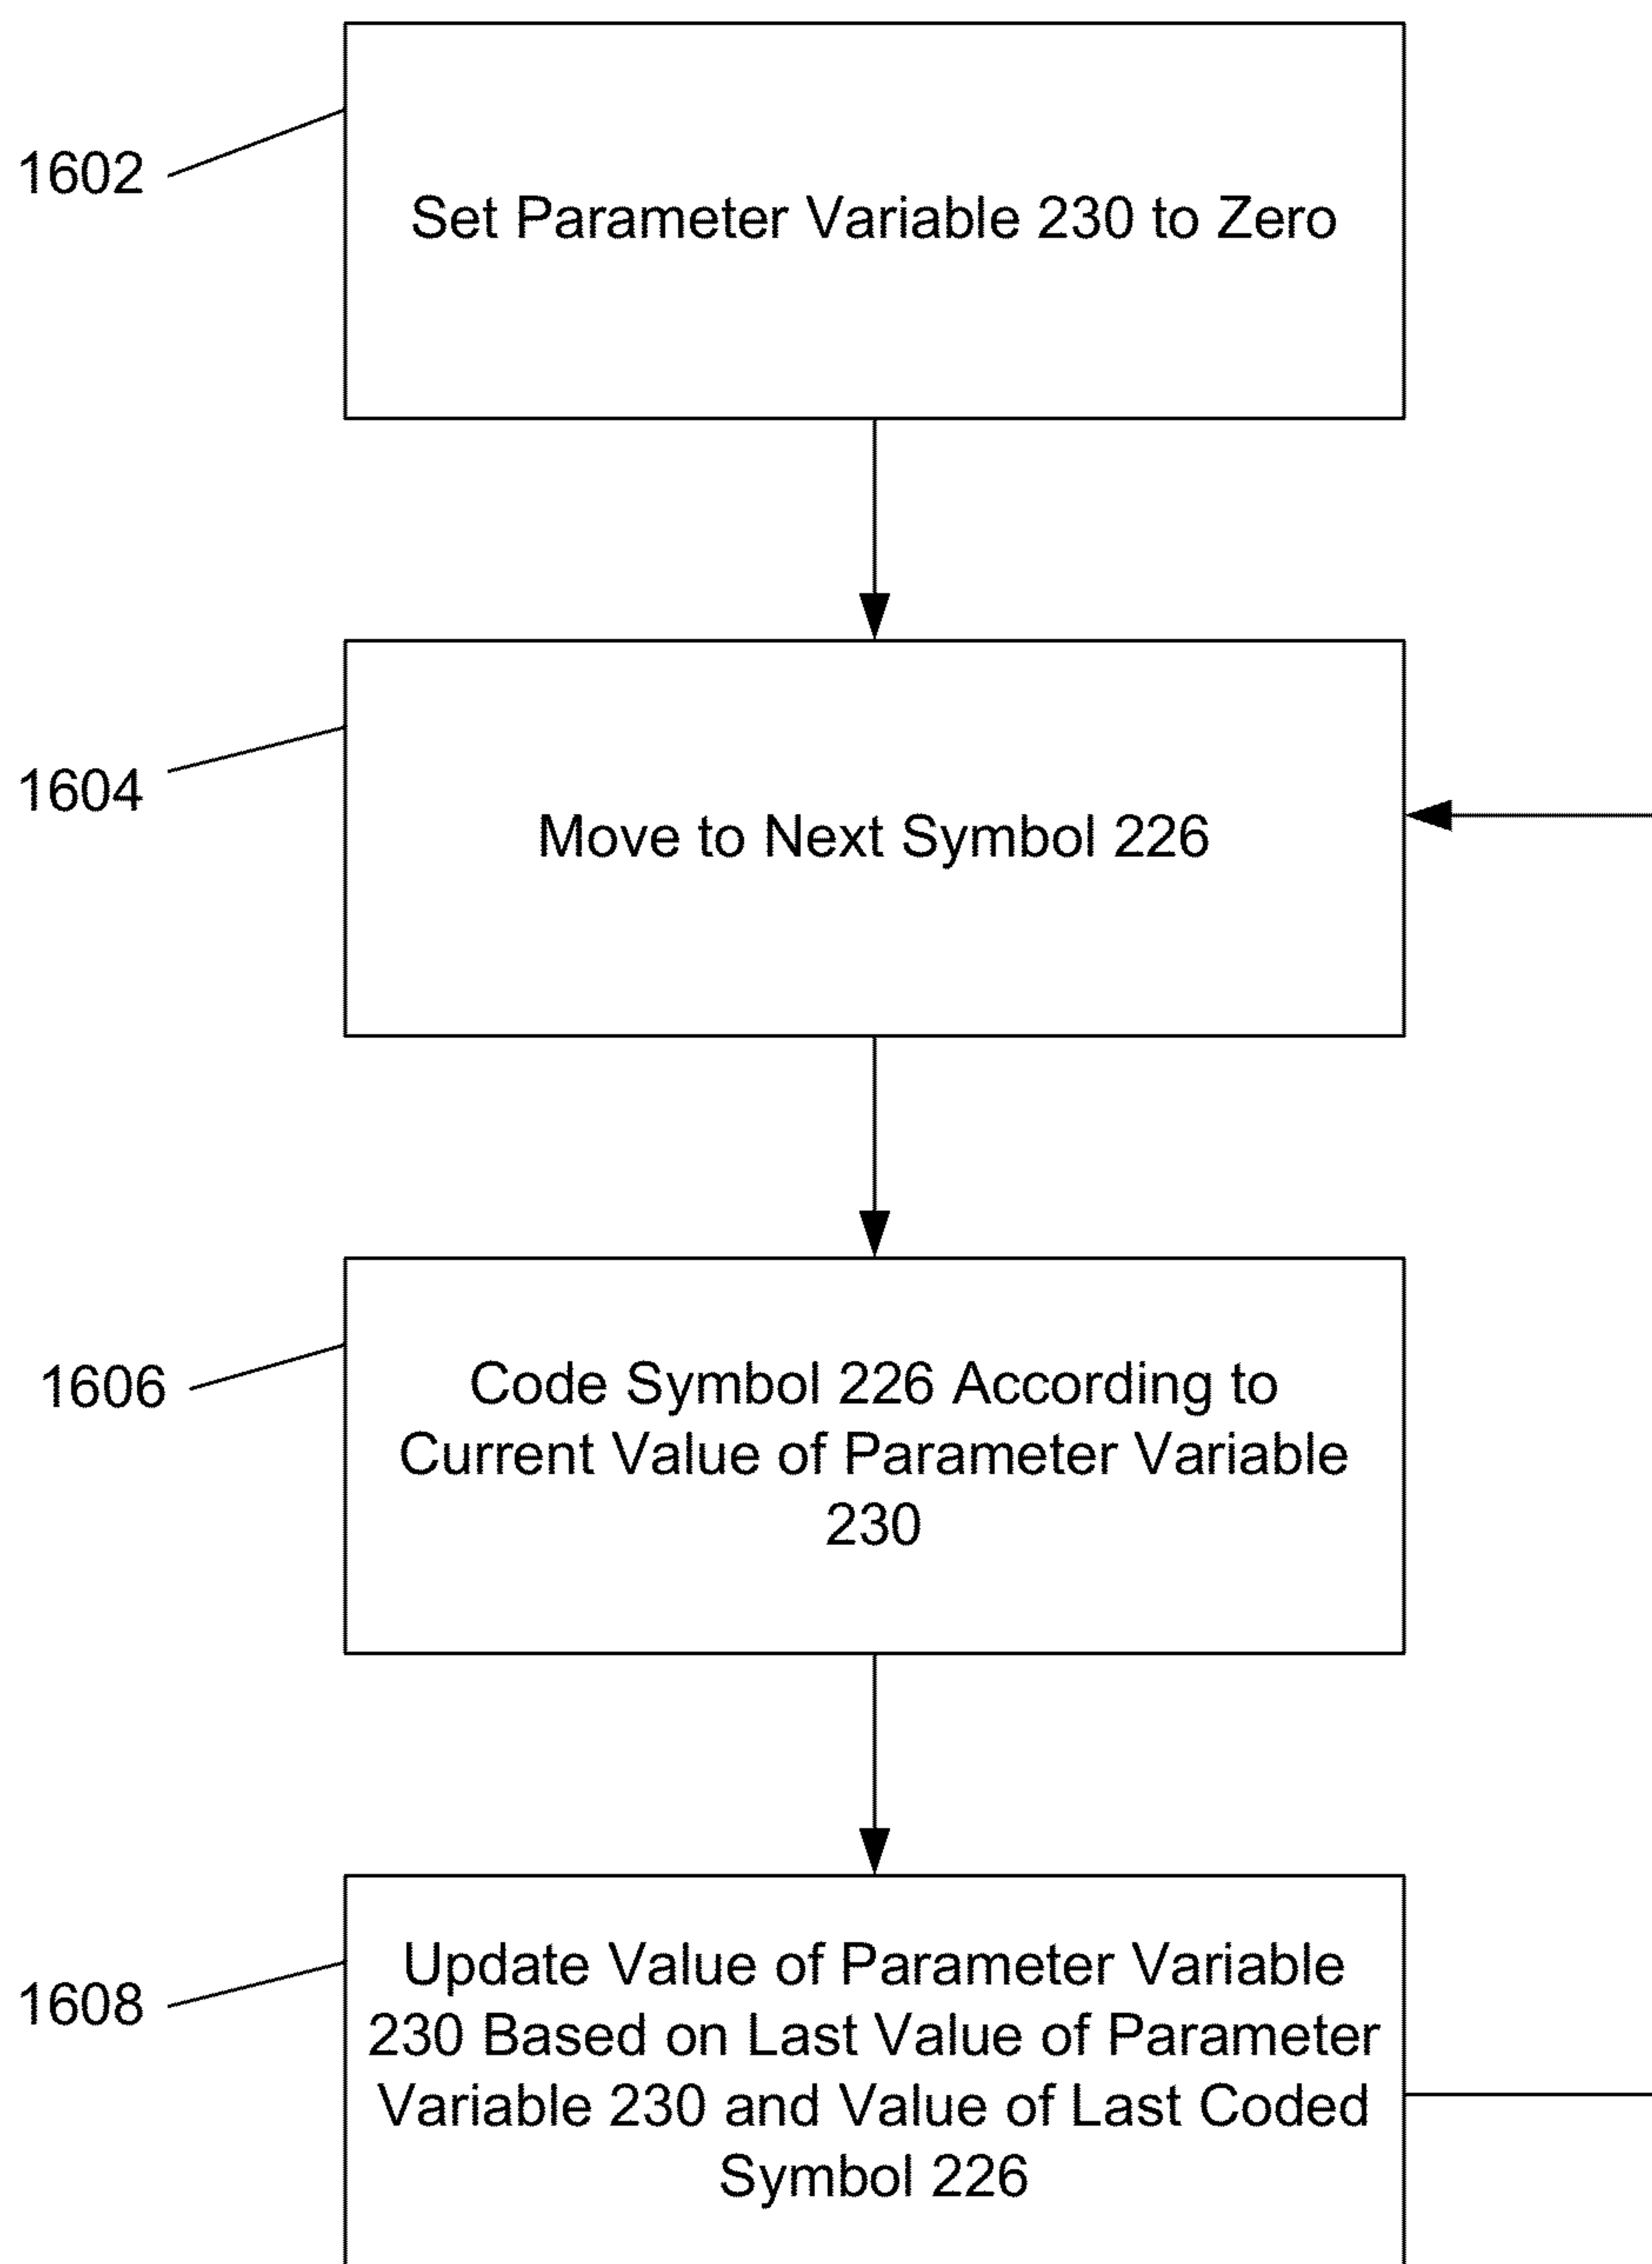 1602
Set Parameter Variable 230 to Zero
1604
Move to Next Symbol 226
1606
Code Symbol 226 According to
Current Value of Parameter Variable
230
1608
Update Value of Parameter Variable
230 Based on Last Value of Parameter
Variable 230 and Value of Last Coded
Symbol 226